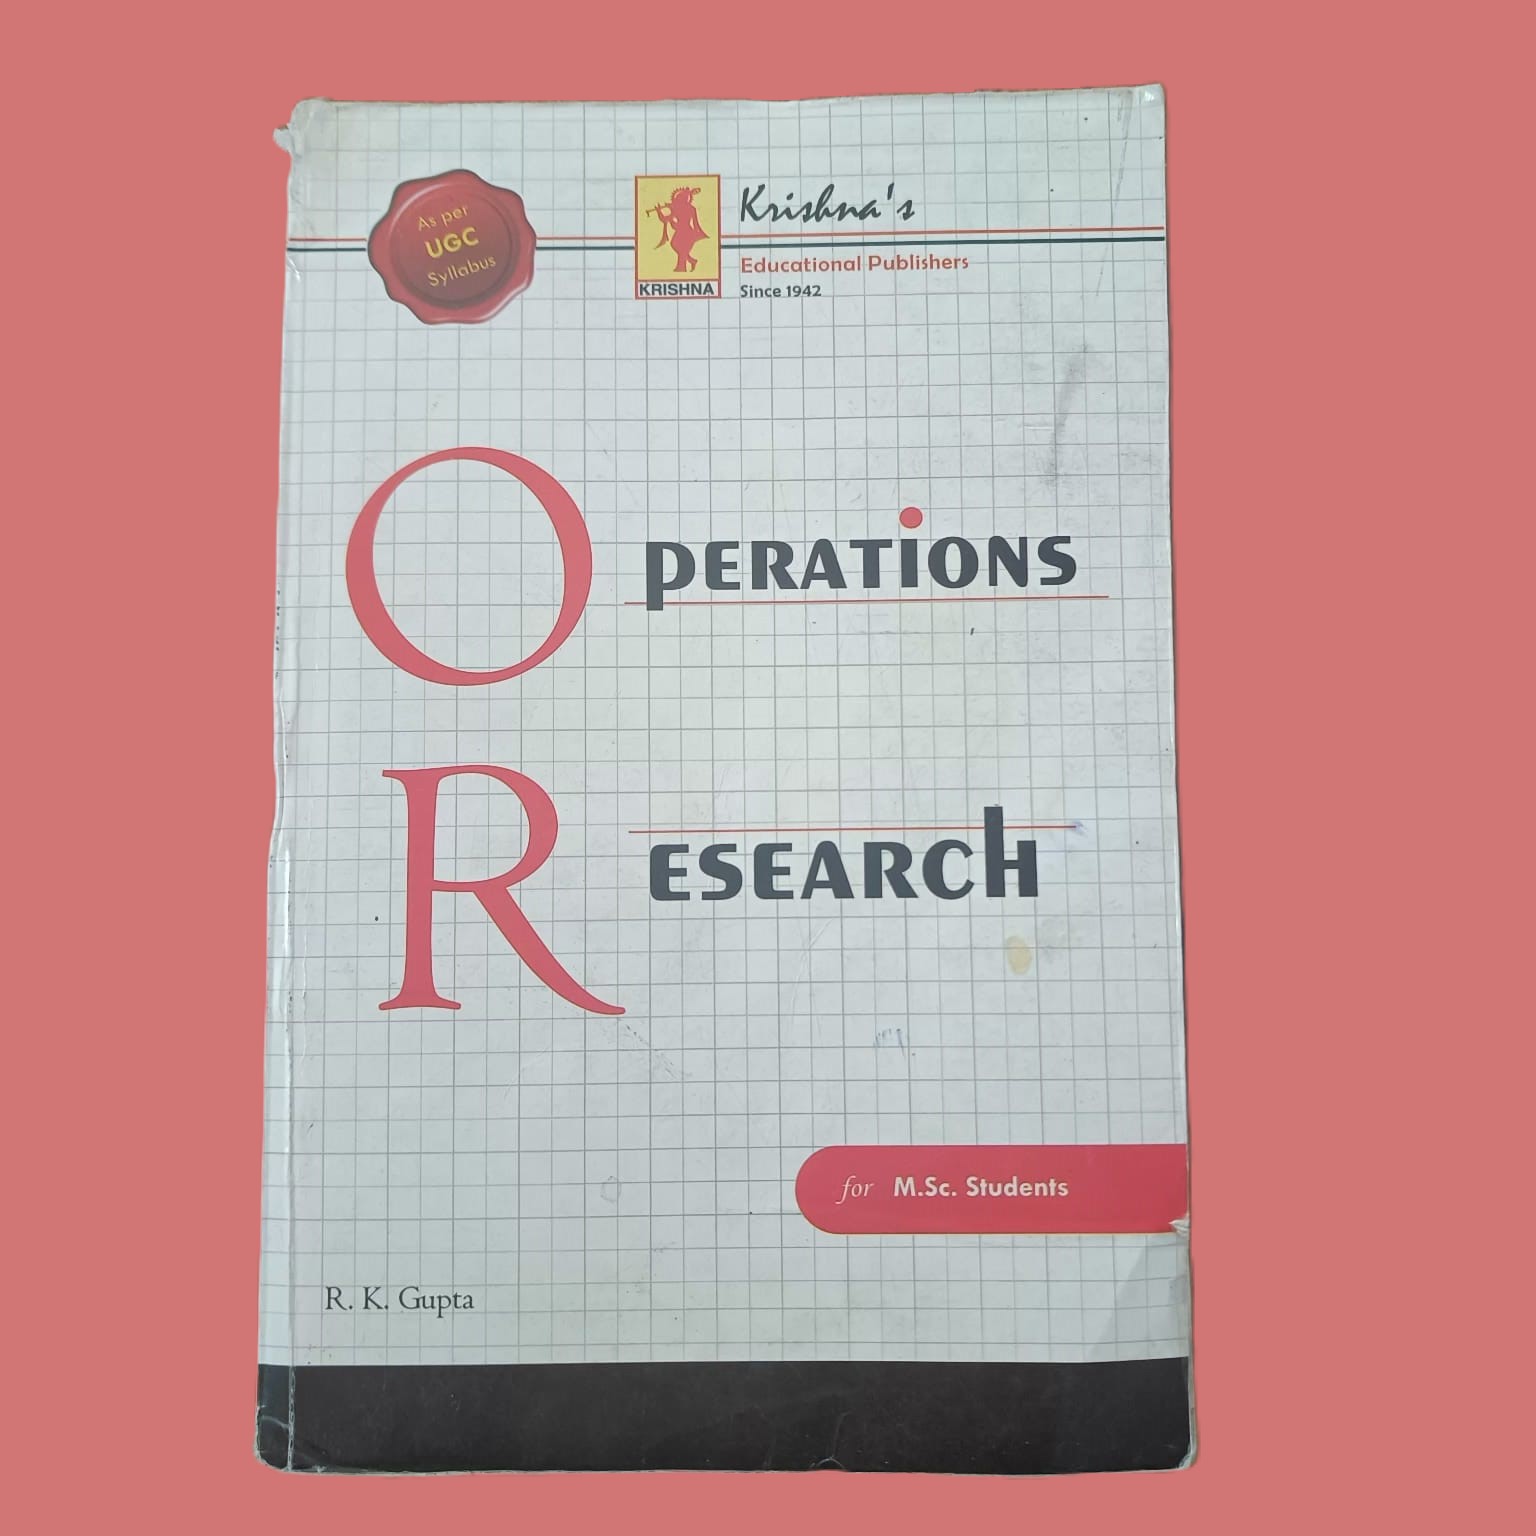 As per
UGC
Syllabus
KRISHNA
Krishna's
Educational Publishers
Since 1942
OPERATIONS
RESEARCH
for M.Sc. Students
R. K. Gupta